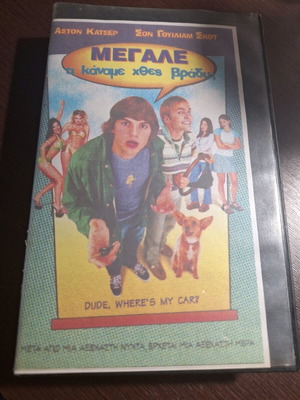 ΑΣΤΟΝ ΚΑΤΣΕΡ ΣΟΝ ΓΟΥΙΛΙΑΜ ΣΚΟΤ
ΜΕΓΑΛΕ
κάναμε χθες βράδυ;
DUDE, WHERE'S MY CAR?
ΜΕΤΑ ΑΠΟ ΜΙΑ ΑΞΕΧΑΣΤΗ ΝΥΧΤΑ, ΕΡΧΕΤΑΙ ΜΙΑ ΑΞΕΧΑΣΤΗ ΜΕΡΑ